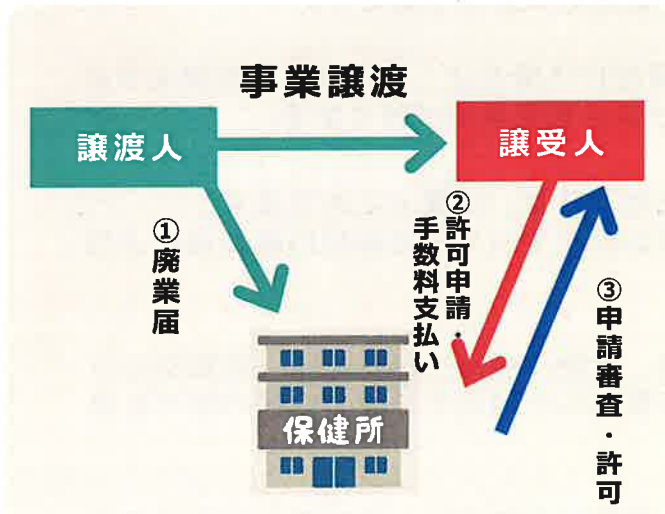 事業譲渡
譲渡人
譲受人
①廃業届
②許可申請・
手数料支払い
③申請審査・許可
保健所